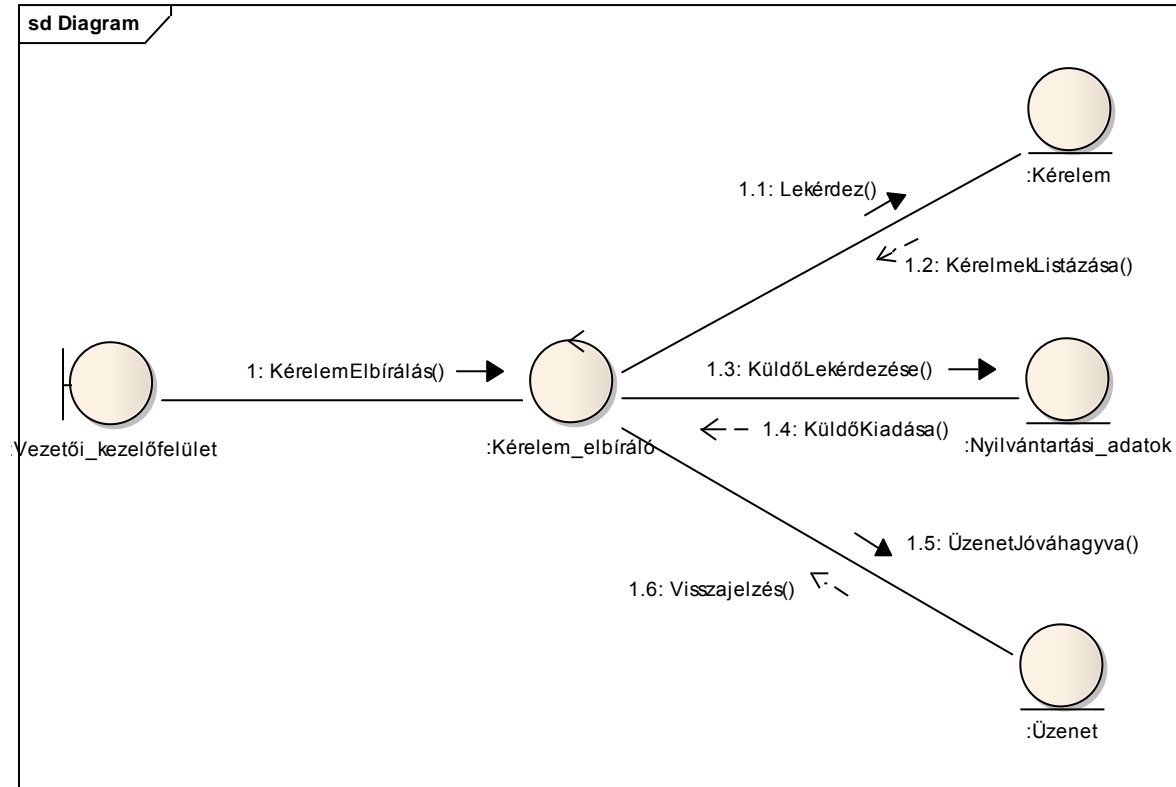 sd Diagram
:Kérelem
1.1: Lekérdez()
1.2: KérelmekListázása()
1: KérelemElbírálás()
1.3: KüldőLekérdezése()
1.4: KüldőKiadása()
:Vezetői_kezelőfelület
:Kérelem_elbíráló
:Nyilvántartási_adatok
1.5: ÜzenetJóváhagyva()
1.6: Visszajelzés()
:Üzenet